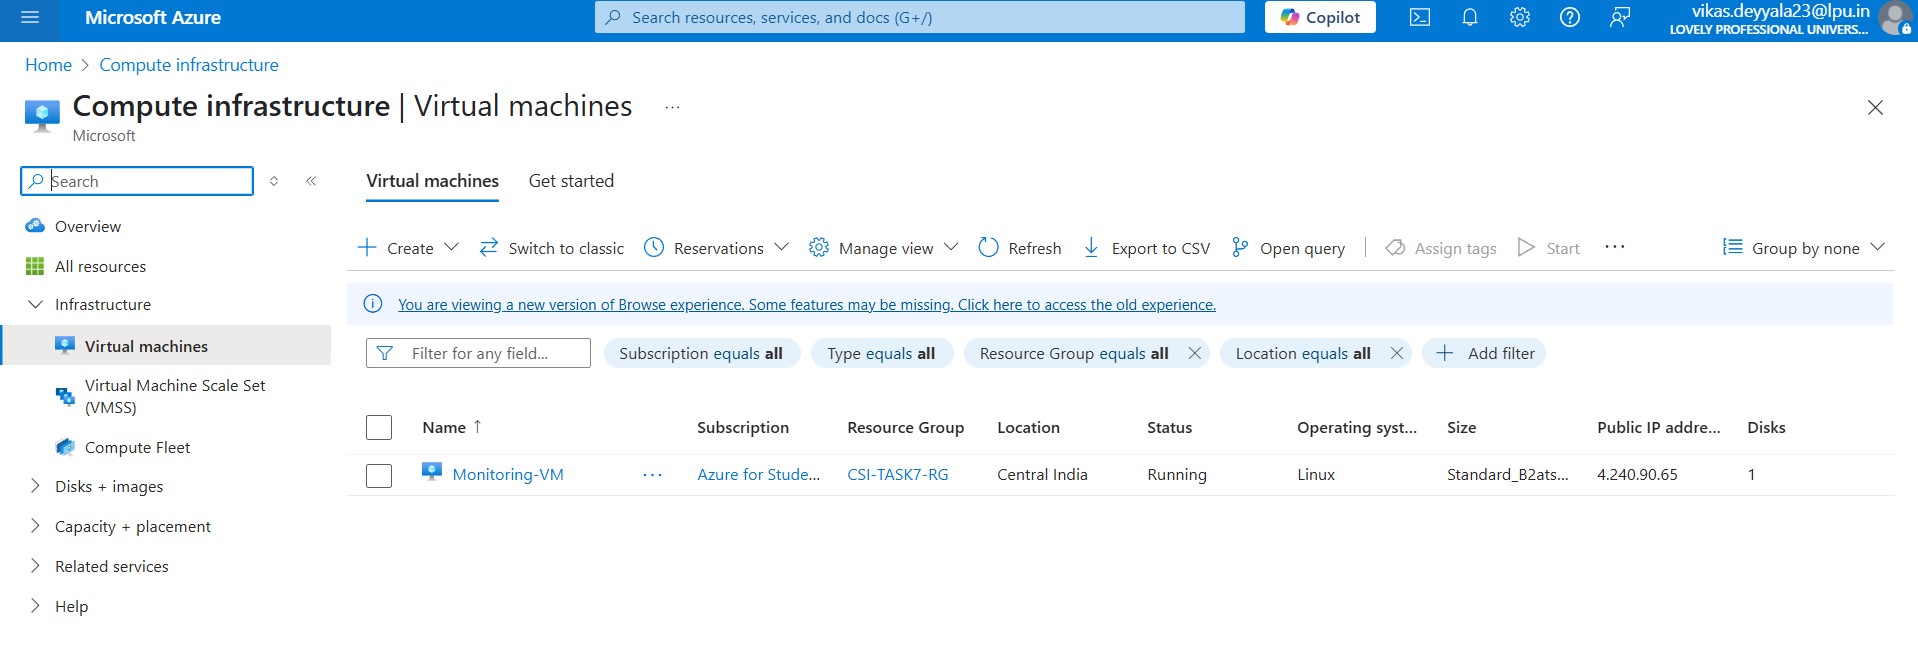 Microsoft Azure
Search resources, services, and docs (G+/)
Copilot
vikas.deyyala23@lpu.in
LOVELY PROFESSIONAL UNIVERS...
Home > Compute infrastructure
Compute infrastructure | Virtual machines ...
Microsoft
Search
Overview
All resources
Infrastructure
Virtual machines
Virtual Machine Scale Set
(VMSS)
Compute Fleet
Disks + images
Capacity + placement
Related services
Help
Virtual machines Get started
Create Switch to classic Reservations Manage view Refresh Export to CSV Open query Assign tags Start ... Group by none
You are viewing a new version of Browse experience. Some features may be missing. Click here to access the old experience.
Filter for any field... Subscription equals all Type equals all Resource Group equals all Location equals all Add filter
Name ↑ Subscription Resource Group Location Status Operating syst... Size Public IP addre... Disks
Monitoring-VM ... Azure for Stude... CSI-TASK7-RG Central India Running Linux Standard_B2ats... 4.240.90.65 1